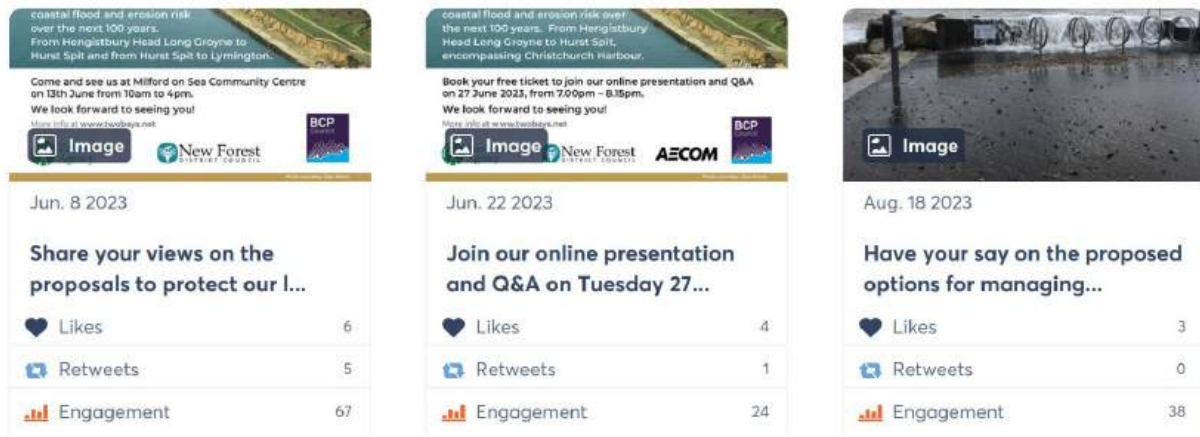 coastal flood and erosion risk
over the next 100 years.
From Hengistbury Head Long Groyne to
Hurst Spit and from Hurst Spit to Lymington.
Come and see us at Milford on Sea Community Centre
on 13th June from 10am to 4pm.
We look forward to seeing you!
More info at www.twobays.net
Image
New Forest
DISTRICT COUNCIL
BCP
Council
Jun. 8 2023
Share your views on the
proposals to protect our l...
Likes 6
Retweets 5
Engagement 67
coastal flood and erosion risk over
the next 100 years. From Hengistbury
Head Long Groyne to Hurst Spit,
encompassing Christchurch Harbour.
Book your free ticket to join our online presentation and Q&A
on 27 June 2023, from 7.00pm – 8.15pm.
We look forward to seeing you!
More info at www.twobays.net
Image
New Forest
DISTRICT COUNCIL
AECOM
BCP
Council
Jun. 22 2023
Join our online presentation
and Q&A on Tuesday 27...
Likes 4
Retweets 1
Engagement 24
Image
Aug. 18 2023
Have your say on the proposed
options for managing...
Likes 3
Retweets 0
Engagement 38